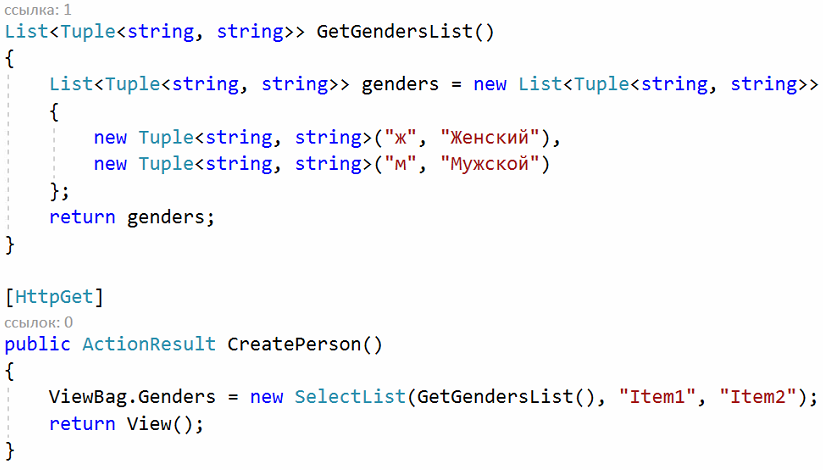 ссылка: 1
List<Tuple<string, string>> GetGendersList()
{
    List<Tuple<string, string>> genders = new List<Tuple<string, string>>
    {
        new Tuple<string, string>("ж", "Женский"),
        new Tuple<string, string>("м", "Мужской")
    };
    return genders;
}
[HttpGet]
ссылок: 0
public ActionResult CreatePerson()
{
    ViewBag.Genders = new SelectList(GetGendersList(), "Item1", "Item2");
    return View();
}